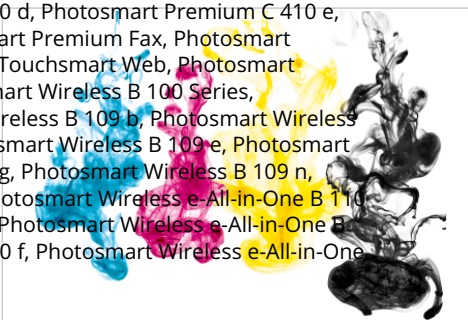 0 d, Photosmart Premium C 410 e,
art Premium Fax, Photosmart
Touchsmart Web, Photosmart
art Wireless B 100 Series,
reless B 109 b, Photosmart Wireless
smart Wireless B 109 e, Photosmart
g, Photosmart Wireless B 109 n,
otosmart Wireless e-All-in-One B 110
Photosmart Wireless e-All-in-One B
0 f, Photosmart Wireless e-All-in-One